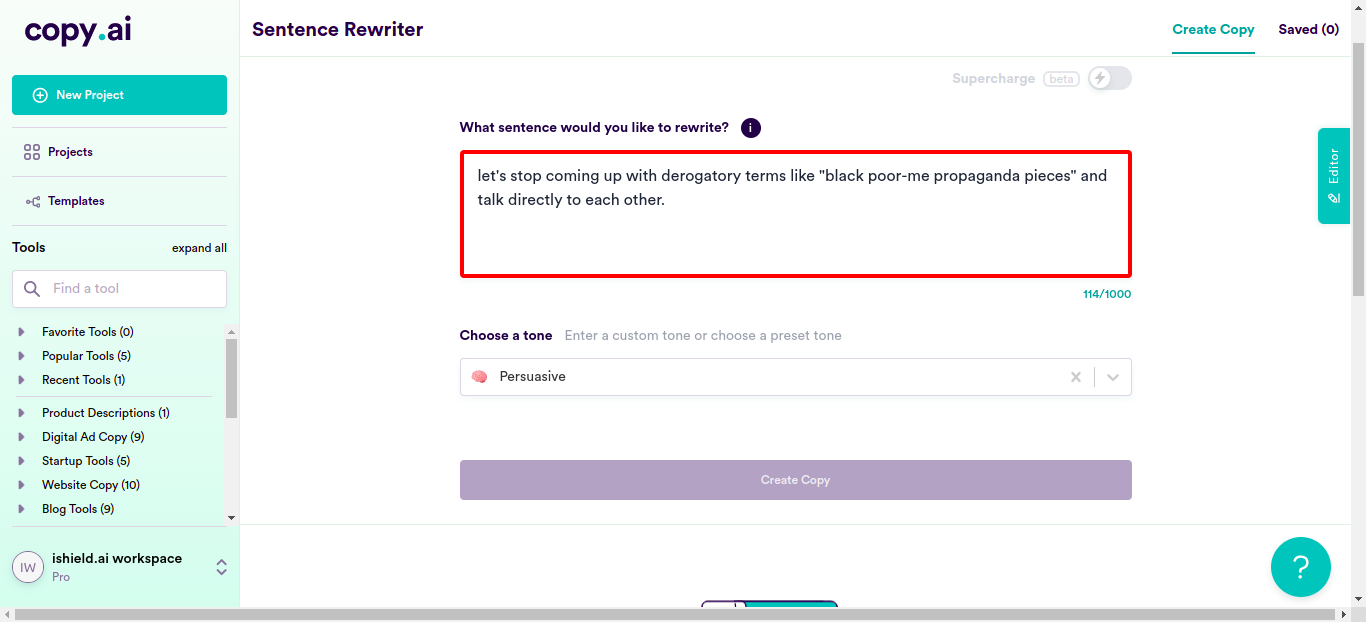 copy.ai
Sentence Rewriter
Create Copy
Saved (0)
New Project
Projects
Templates
Tools
expand all
Find a tool
Favorite Tools (0)
Popular Tools (5)
Recent Tools (1)
Product Descriptions (1)
Digital Ad Copy (9)
Startup Tools (5)
Website Copy (10)
Blog Tools (9)
IW
ishield.ai workspace
Pro
Supercharge beta
What sentence would you like to rewrite? i
let's stop coming up with derogatory terms like "black poor-me propaganda pieces" and
talk directly to each other.
114/1000
Choose a tone Enter a custom tone or choose a preset tone
Persuasive
Create Copy
Editor
?